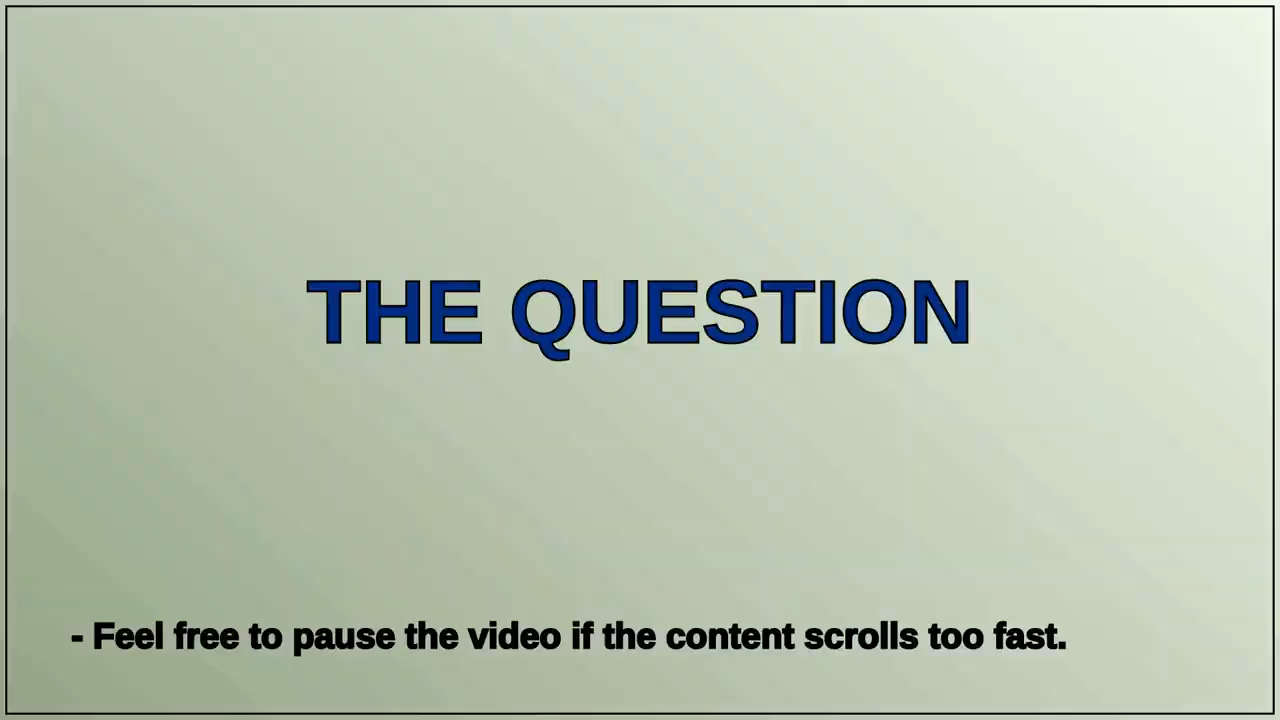 THE QUESTION
- Feel free to pause the video if the content scrolls too fast.